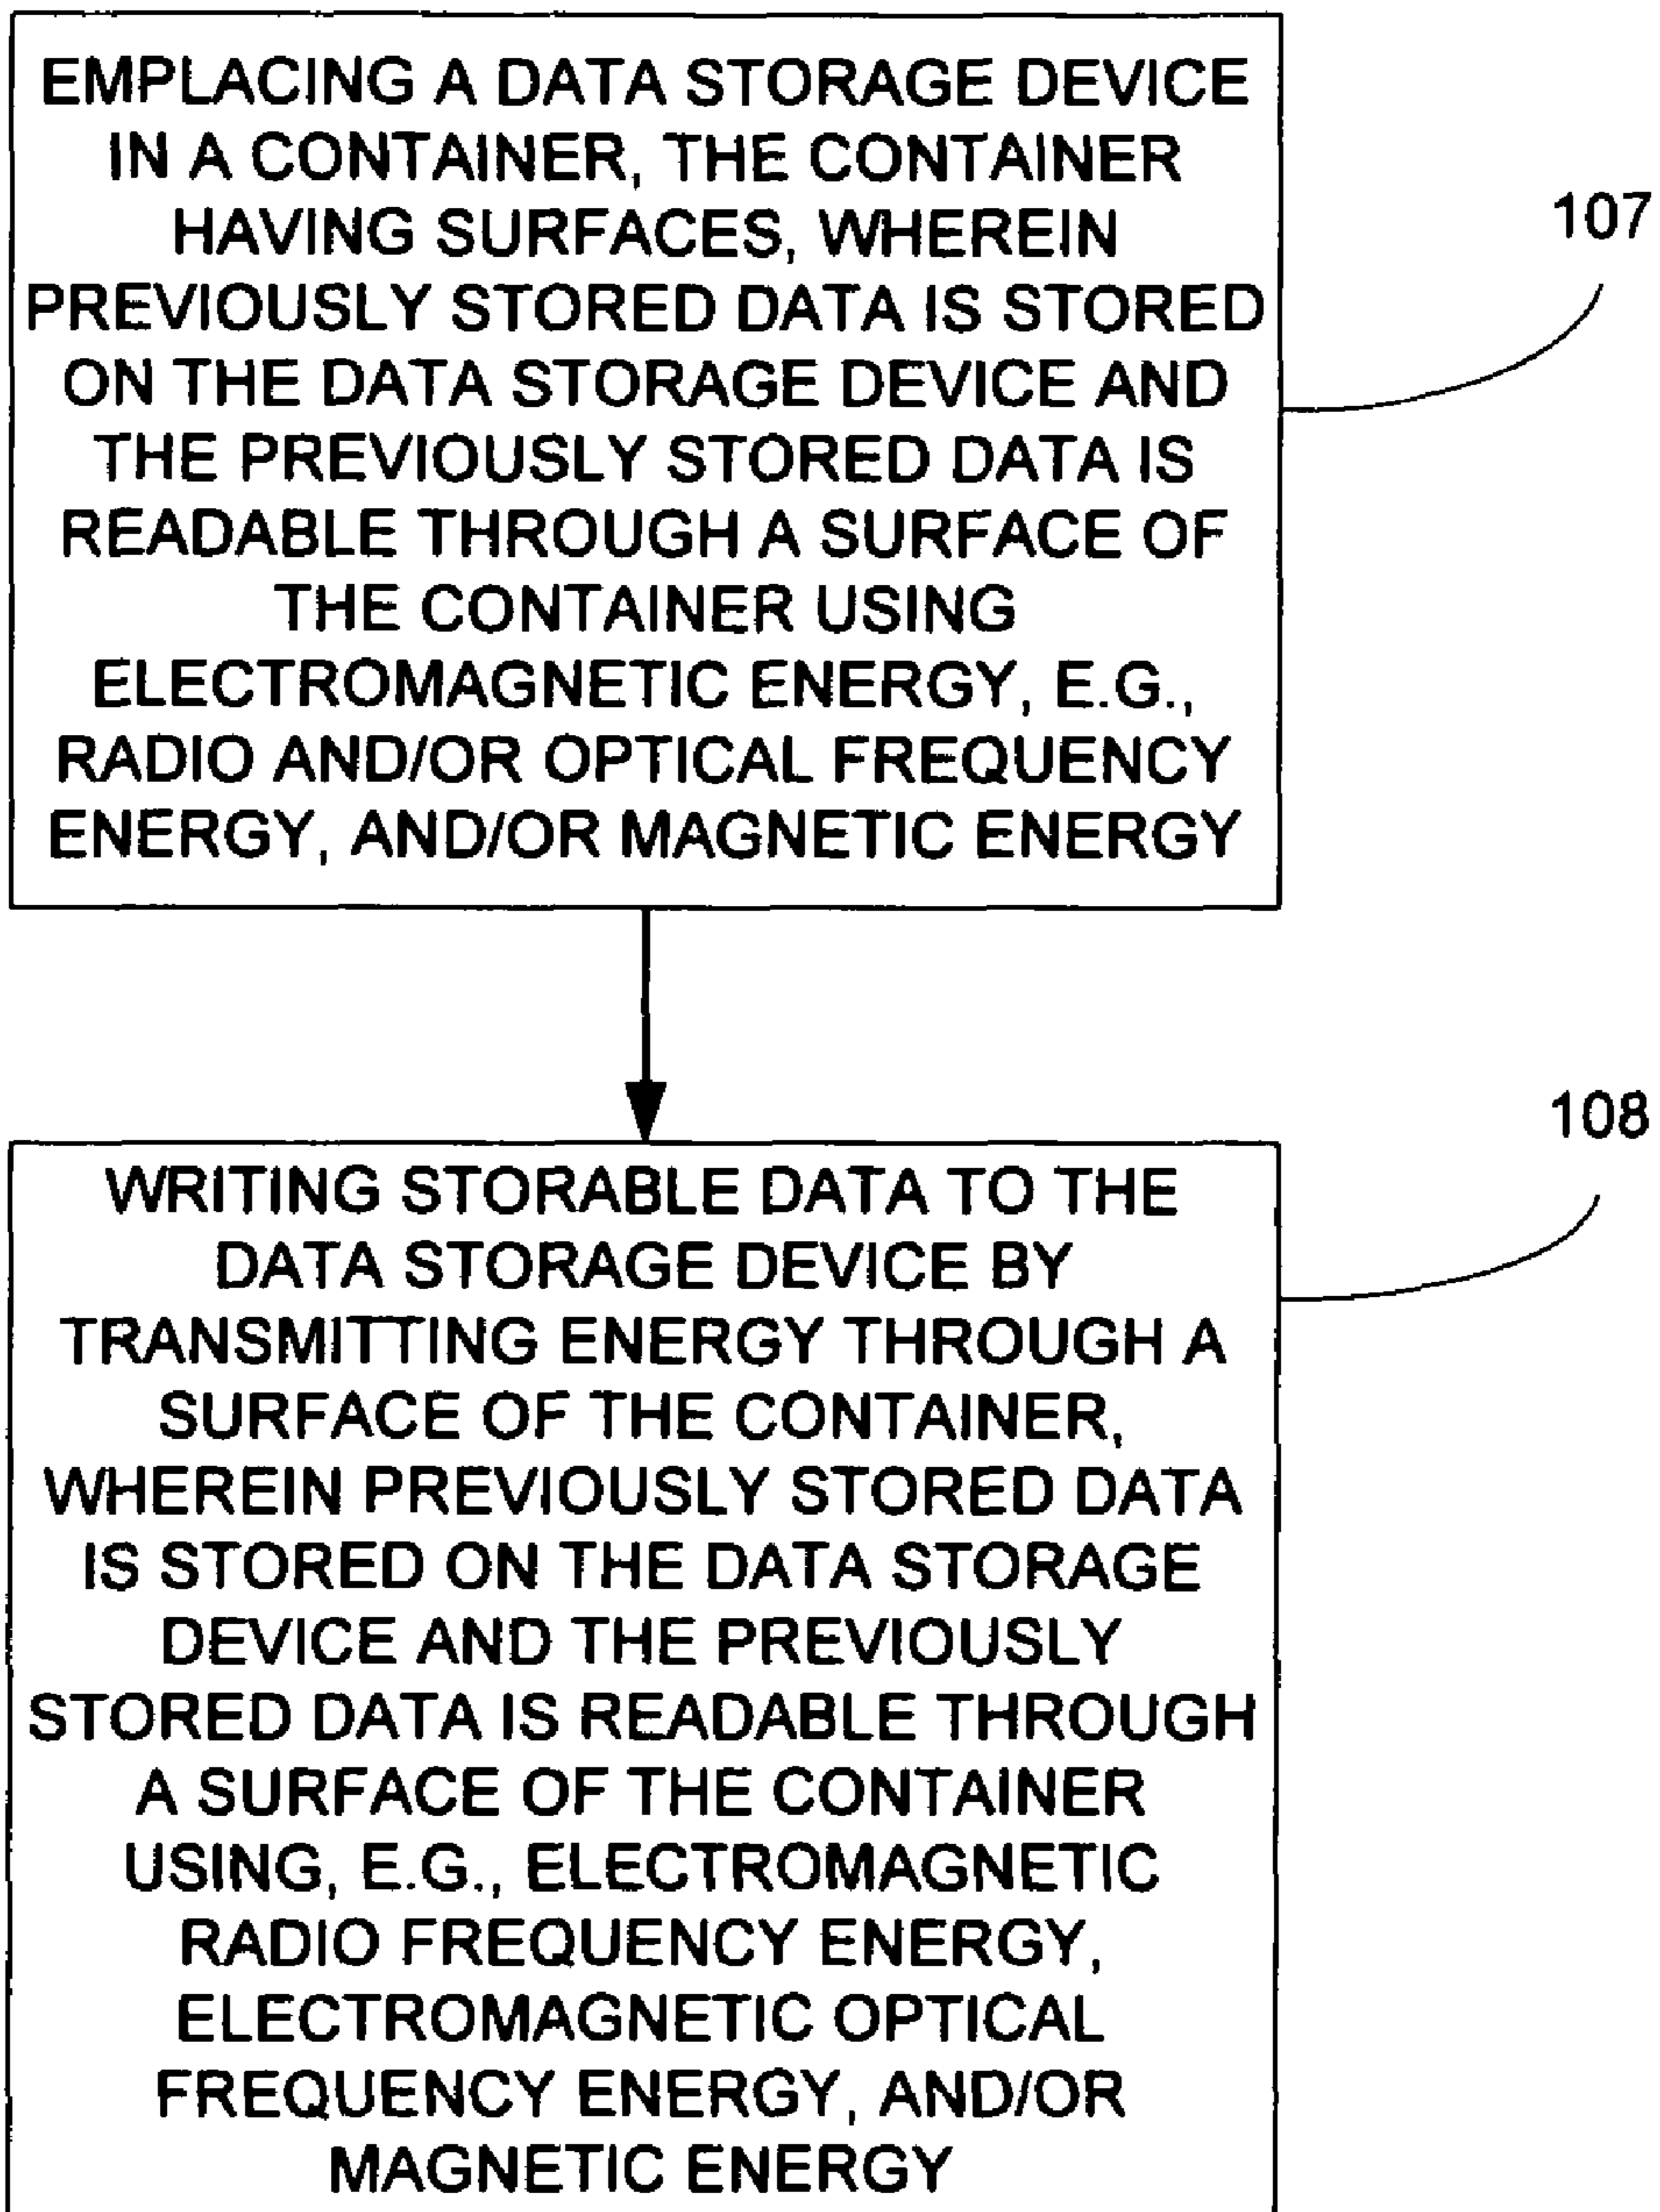 EMPLACING A DATA STORAGE DEVICE
IN A CONTAINER, THE CONTAINER
HAVING SURFACES, WHEREIN
PREVIOUSLY STORED DATA IS STORED
ON THE DATA STORAGE DEVICE AND
THE PREVIOUSLY STORED DATA IS
READABLE THROUGH A SURFACE OF
THE CONTAINER USING
ELECTROMAGNETIC ENERGY, E.G.,
RADIO AND/OR OPTICAL FREQUENCY
ENERGY, AND/OR MAGNETIC ENERGY
107
108
WRITING STORABLE DATA TO THE
DATA STORAGE DEVICE BY
TRANSMITTING ENERGY THROUGH A
SURFACE OF THE CONTAINER,
WHEREIN PREVIOUSLY STORED DATA
IS STORED ON THE DATA STORAGE
DEVICE AND THE PREVIOUSLY
STORED DATA IS READABLE THROUGH
A SURFACE OF THE CONTAINER
USING, E.G., ELECTROMAGNETIC
RADIO FREQUENCY ENERGY,
ELECTROMAGNETIC OPTICAL
FREQUENCY ENERGY, AND/OR
MAGNETIC ENERGY